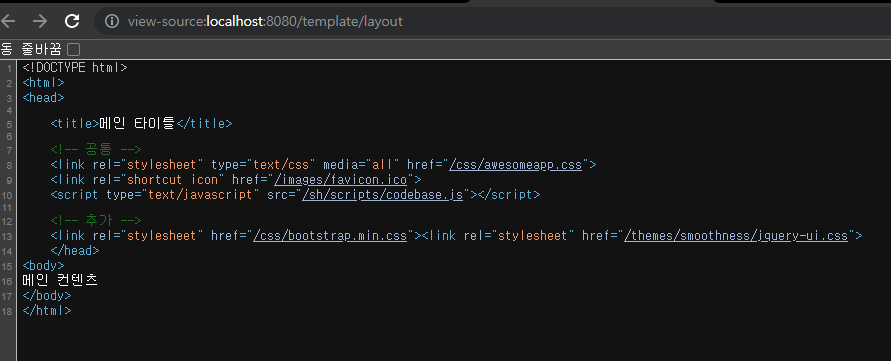 view-source:localhost:8080/template/layout
동 줄바꿈
1 <!DOCTYPE html>
2 <html>
3 <head>
4
5 <title>메인 타이틀</title>
6
7 <!-- 공통 -->
8 <link rel="stylesheet" type="text/css" media="all" href="/css/awesomeapp.css">
9 <link rel="shortcut icon" href="/images/favicon.ico">
10 <script type="text/javascript" src="/sh/scripts/codebase.js"></script>
11
12 <!-- 추가 -->
13 <link rel="stylesheet" href="/css/bootstrap.min.css"><link rel="stylesheet" href="/themes/smoothness/jquery-ui.css">
14 </head>
15 <body>
16 메인 컨텐츠
17 </body>
18 </html>